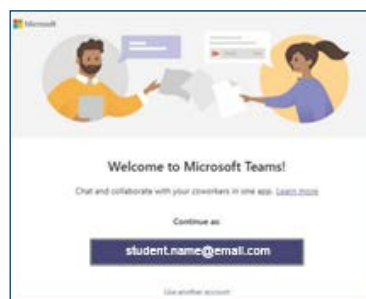 Microsoft
Welcome to Microsoft Teams!
Chat and collaborate with your coworkers in one app. Learn more
Continue as:
student.name@email.com
Use another account